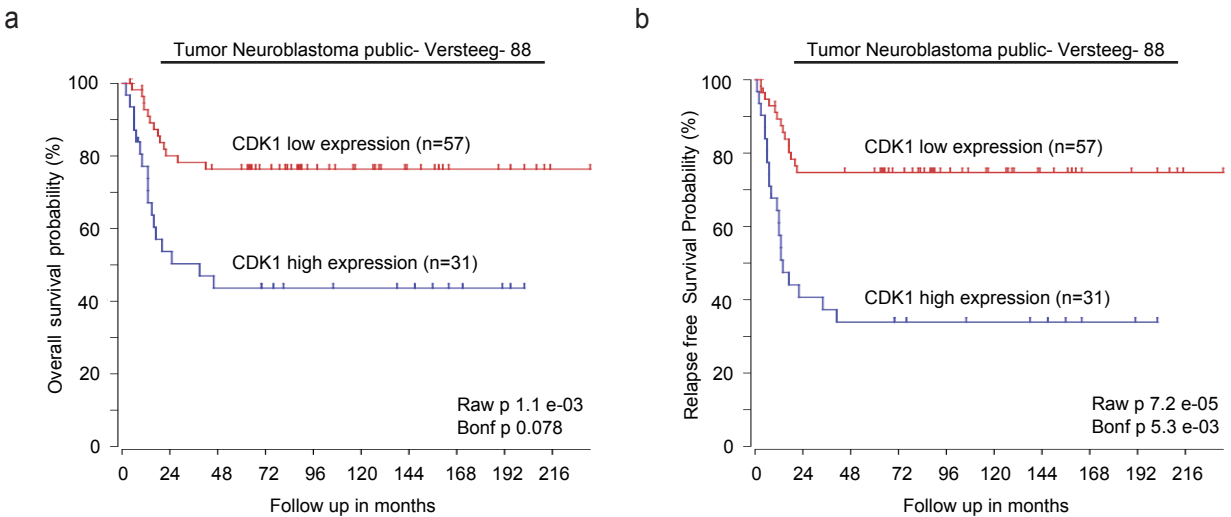 a
Tumor Neuroblastoma public- Versteeg- 88
Overall survival probability (%)
100
80
60
40
20
0
CDK1 low expression (n=57)
CDK1 high expression (n=31)
Raw p 1.1 e-03
Bonf p 0.078
0 24 48 72 96 120 144 168 192 216
Follow up in months
b
Tumor Neuroblastoma public- Versteeg- 88
Relapse free Survival Probability (%)
100
80
60
40
20
0
CDK1 low expression (n=57)
CDK1 high expression (n=31)
Raw p 7.2 e-05
Bonf p 5.3 e-03
0 24 48 72 96 120 144 168 192 216
Follow up in months